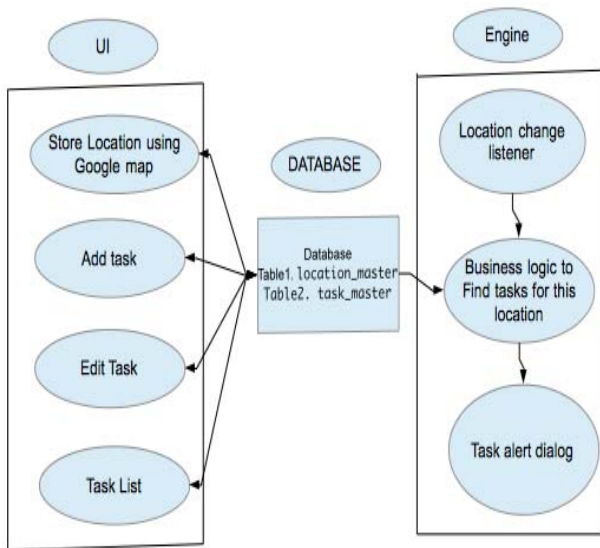 UI
Store Location using
Google map
Add task
Edit Task
Task List
DATABASE
Database
Table1. location_master
Table2. task_master
Engine
Location change
listener
Business logic to
Find tasks for this
location
Task alert dialog